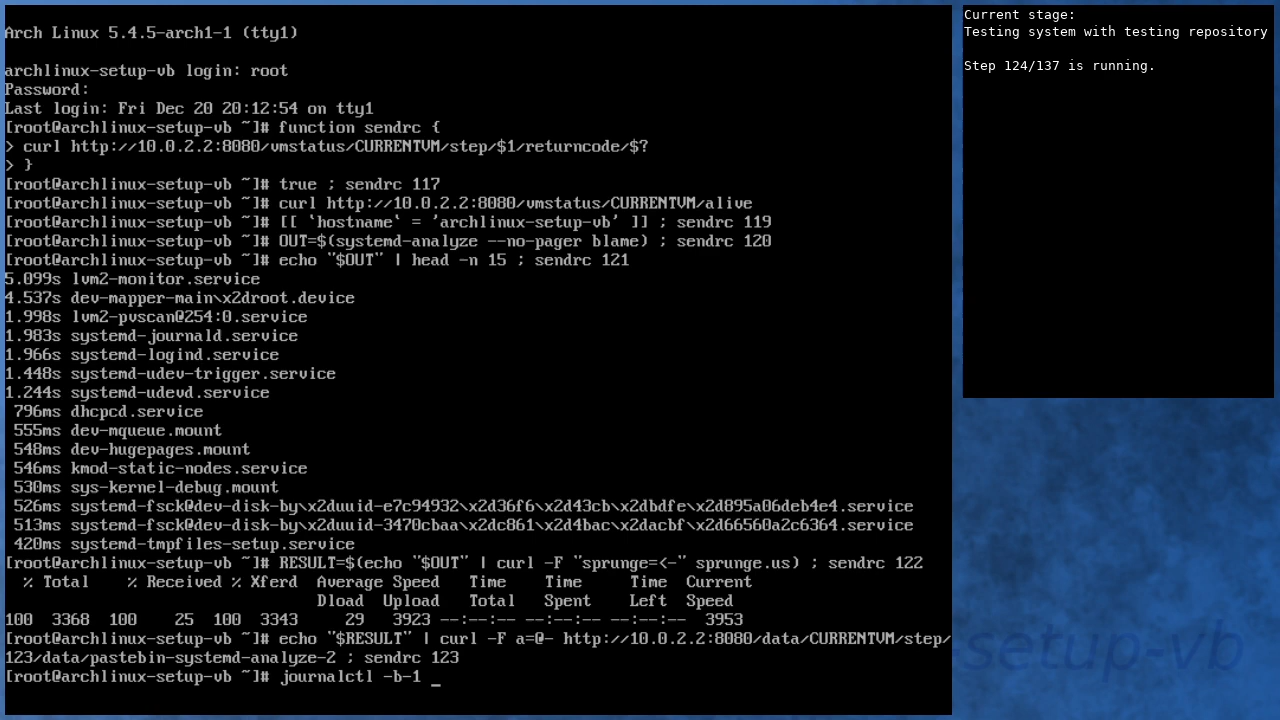 Arch Linux 5.4.5-arch1-1 (tty1)
archlinux-setup-vb login: root
Password:
Last login: Fri Dec 20 20:12:54 on tty1
[root@archlinux-setup-vb ~]# function sendrc {
> curl http://10.0.2.2:8080/vmstatus/CURRENTVM/step/$1/returncode/$?
> }
[root@archlinux-setup-vb ~]# true ; sendrc 117
[root@archlinux-setup-vb ~]# curl http://10.0.2.2:8080/vmstatus/CURRENTVM/alive
[root@archlinux-setup-vb ~]# [[ `hostname` = 'archlinux-setup-vb' ]] ; sendrc 119
[root@archlinux-setup-vb ~]# OUT=$(systemd-analyze --no-pager blame) ; sendrc 120
[root@archlinux-setup-vb ~]# echo "$OUT" | head -n 15 ; sendrc 121
5.099s lvm2-monitor.service
4.537s dev-mapper-main\x2droot.device
1.998s lvm2-pvscan@254:0.service
1.983s systemd-journald.service
1.966s systemd-logind.service
1.448s systemd-udev-trigger.service
1.244s systemd-udevd.service
796ms dhcpcd.service
555ms dev-mqueue.mount
548ms dev-hugepages.mount
546ms kmod-static-nodes.service
530ms sys-kernel-debug.mount
526ms systemd-fsck@dev-disk-by\x2duuid-e7c94932\x2d36f6\x2d43cb\x2dbdfe\x2d895a06deb4e4.service
513ms systemd-fsck@dev-disk-by\x2duuid-3470cbaa\x2dc861\x2d4bac\x2dacbf\x2d66560a2c6364.service
420ms systemd-tmpfiles-setup.service
[root@archlinux-setup-vb ~]# RESULT=$(echo "$OUT" | curl -F "sprunge=<-" sprunge.us) ; sendrc 122
% Total    % Received % Xferd  Average Speed   Time    Time     Time  Current
Dload  Upload   Total   Spent    Left  Speed
100  3368  100    25  100  3343     29   3923 --:--:-- --:--:-- --:--:--  3953
[root@archlinux-setup-vb ~]# echo "$RESULT" | curl -F a=@- http://10.0.2.2:8080/data/CURRENTVM/step/
123/data/pastebin-systemd-analyze-2 ; sendrc 123
[root@archlinux-setup-vb ~]# journalctl -b-1 _
Current stage:
Testing system with testing repository
Step 124/137 is running.
setup-vb